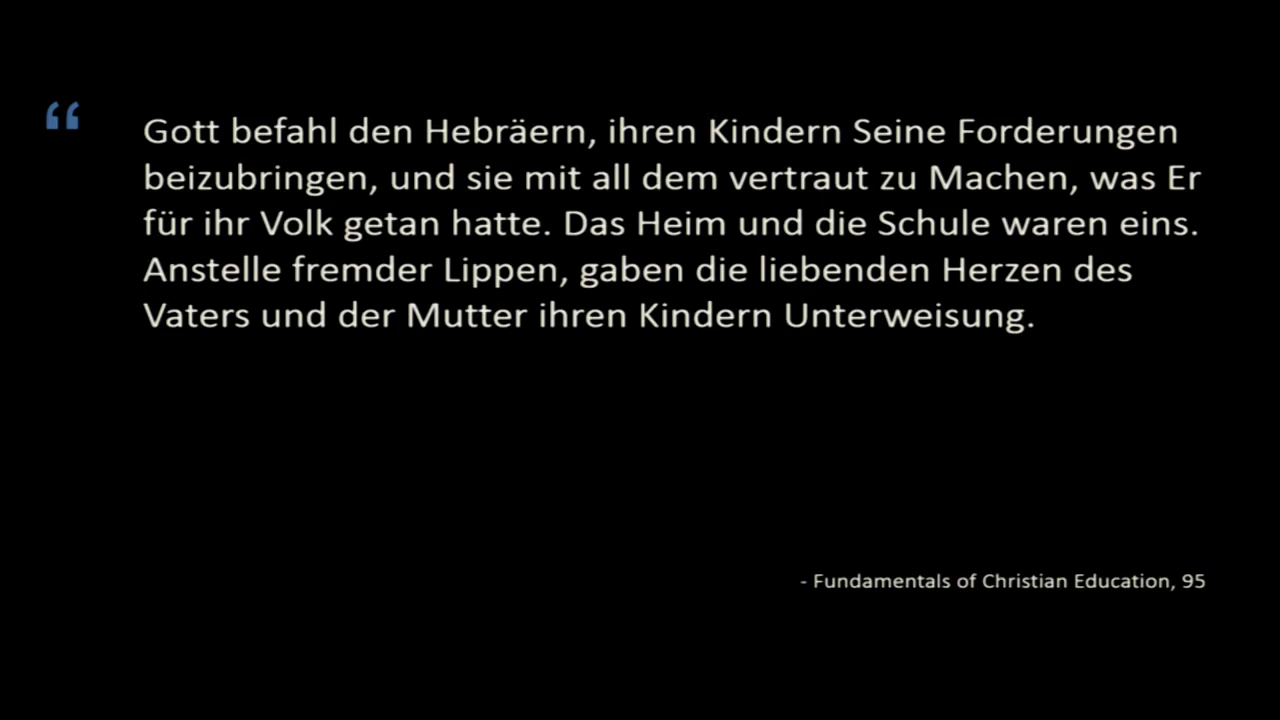 “
Gott befahl den Hebräern, ihren Kindern Seine Forderungen
beizubringen, und sie mit all dem vertraut zu Machen, was Er
für ihr Volk getan hatte. Das Heim und die Schule waren eins.
Anstelle fremder Lippen, gaben die liebenden Herzen des
Vaters und der Mutter ihren Kindern Unterweisung.
- Fundamentals of Christian Education, 95